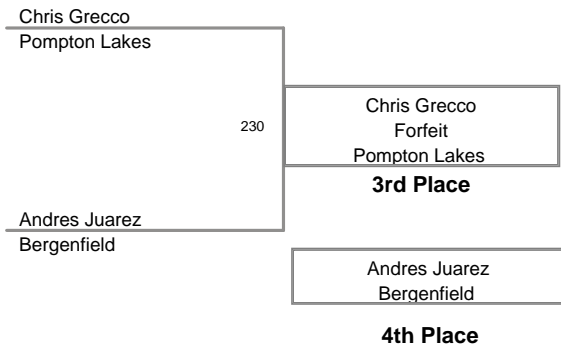 Chris Grecco
Pompton Lakes
230
Chris Grecco
Forfeit
Pompton Lakes
3rd Place
Andres Juarez
Bergenfield
Andres Juarez
Bergenfield
4th Place